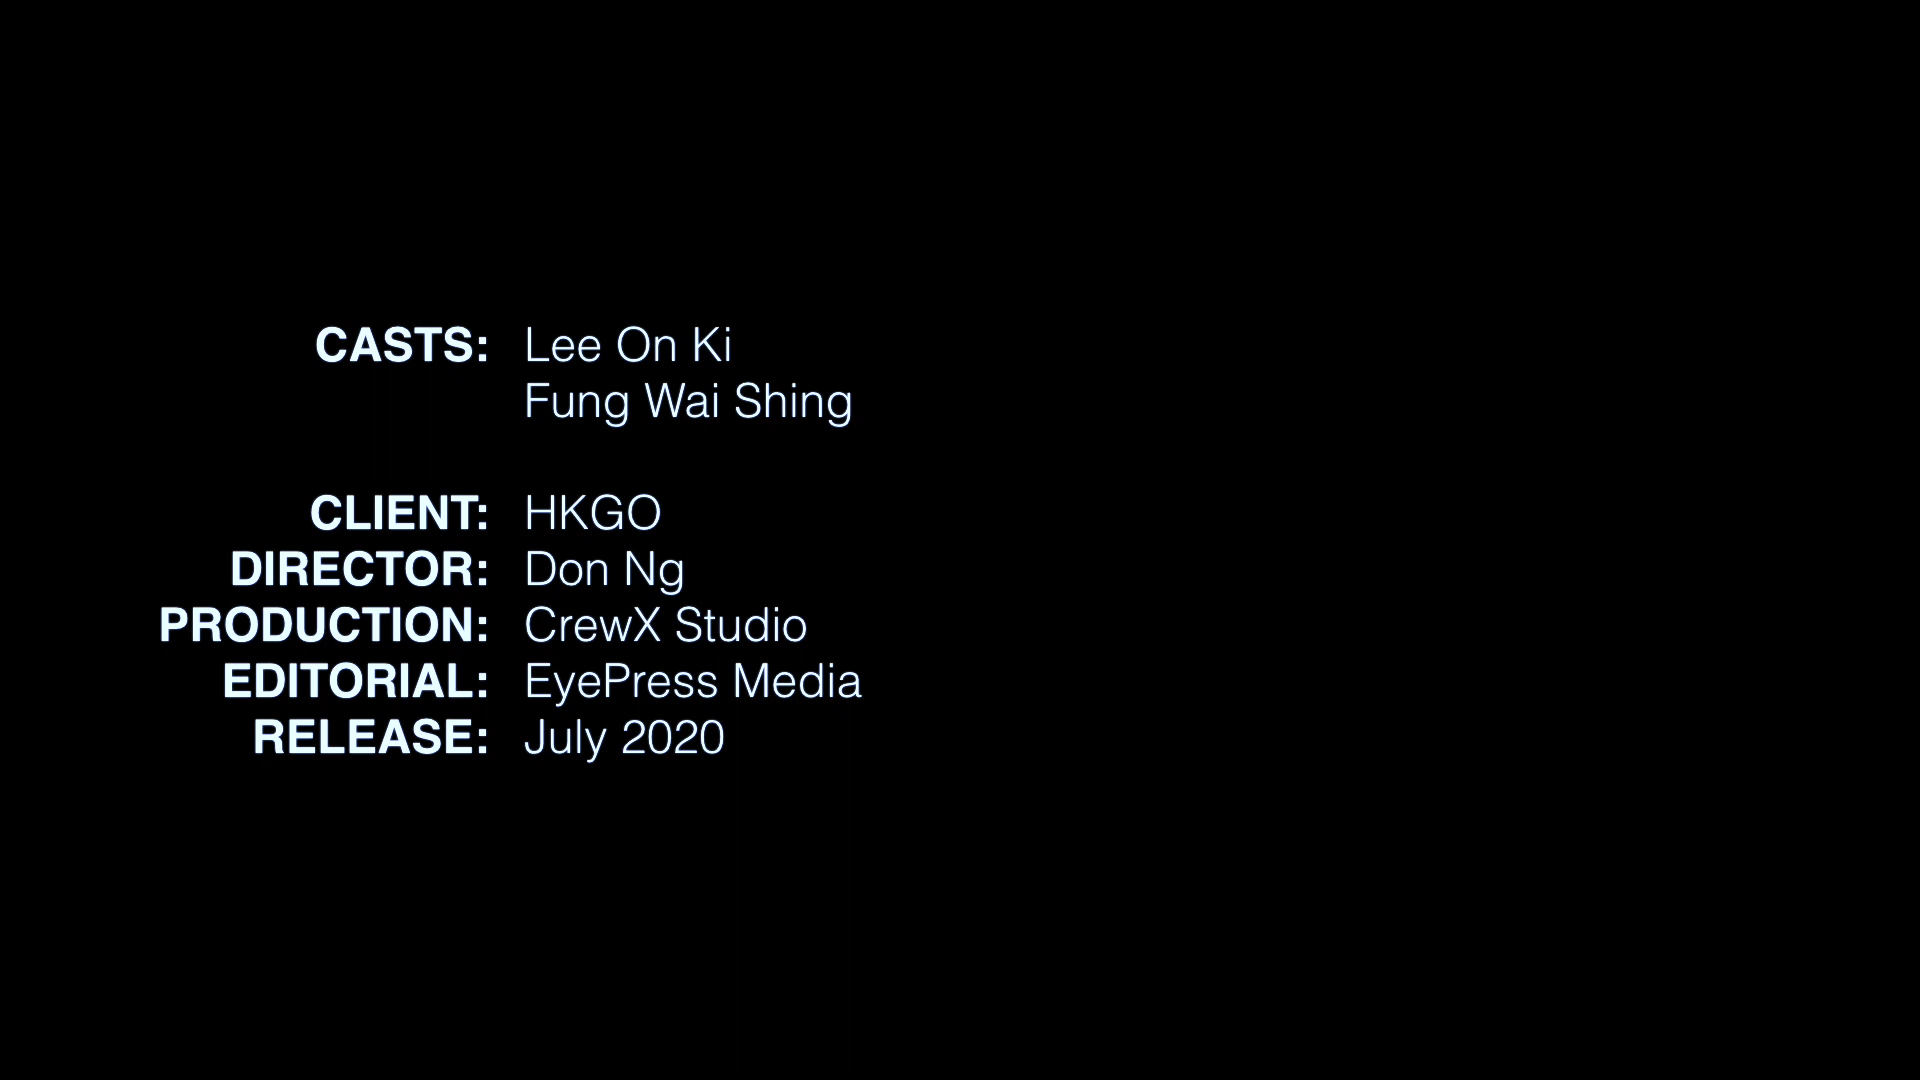 CASTS: Lee On Ki
Fung Wai Shing
CLIENT: HKGO
DIRECTOR: Don Ng
PRODUCTION: CrewX Studio
EDITORIAL: EyePress Media
RELEASE: July 2020